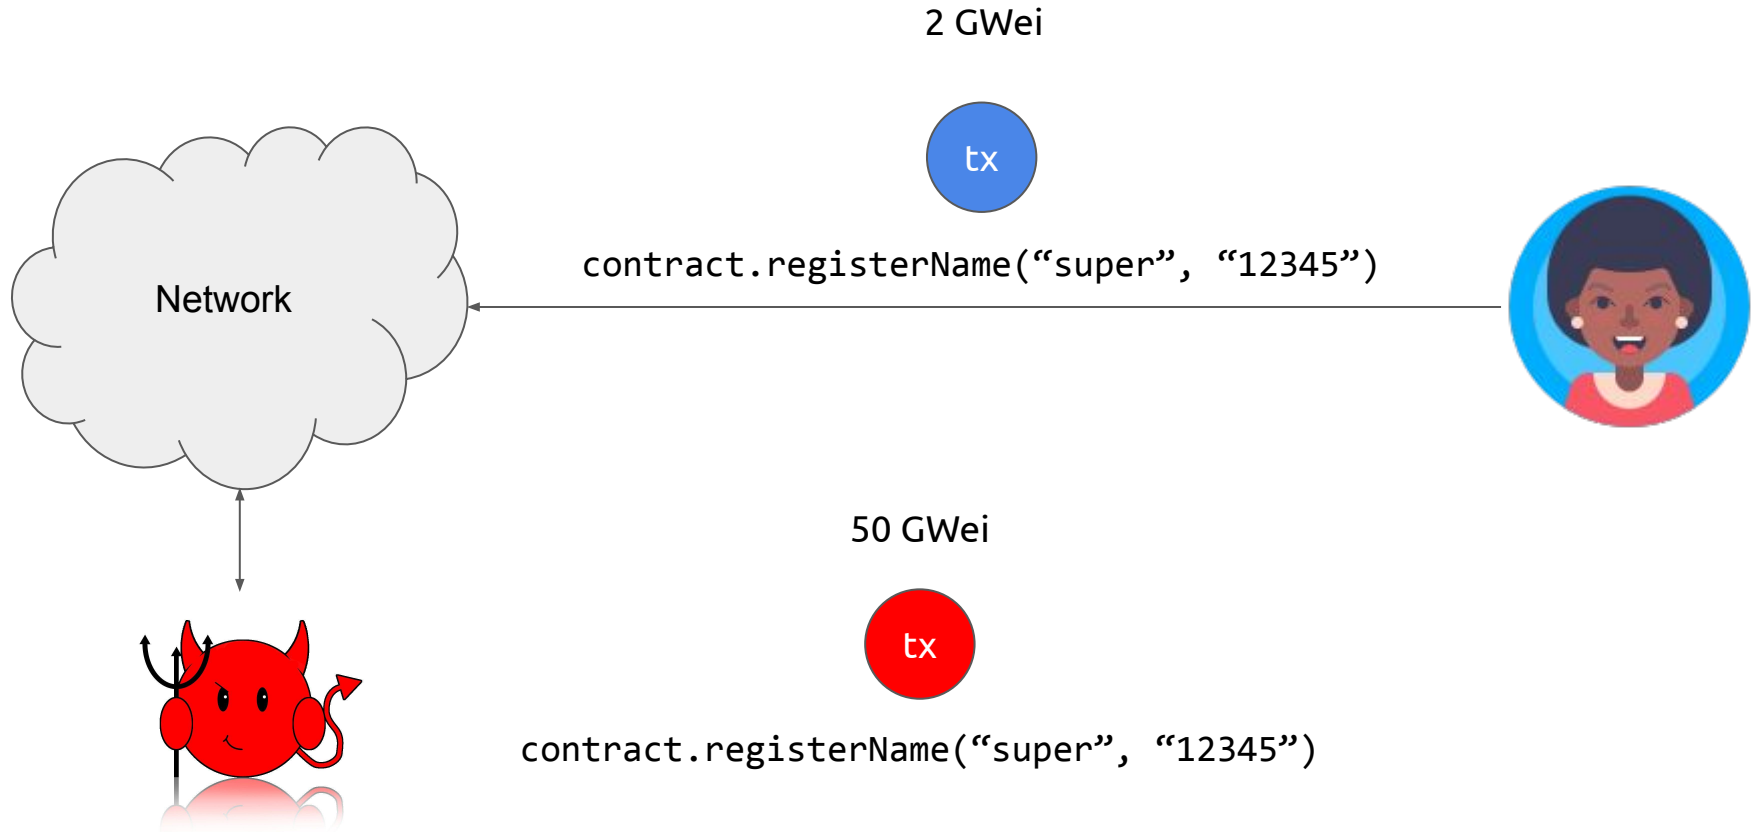 2 GWei
tx
contract.registerName(“super”, “12345”)
Network
50 GWei
tx
contract.registerName(“super”, “12345”)